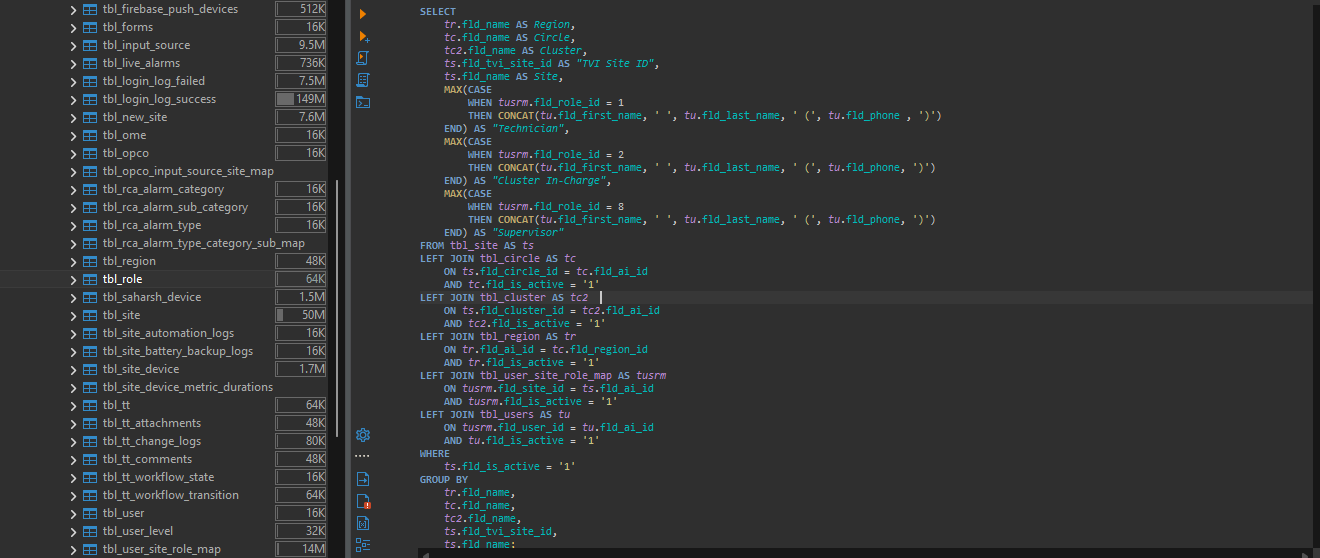 tbl_firebase_push_devices 512K
tbl_forms 16K
tbl_input_source 9.5M
tbl_live_alarms 736K
tbl_login_log_failed 7.5M
tbl_login_log_success 149M
tbl_new_site 7.6M
tbl_ome 16K
tbl_opco 16K
tbl_opco_input_source_site_map
tbl_rca_alarm_category 16K
tbl_rca_alarm_sub_category 16K
tbl_rca_alarm_type 16K
tbl_rca_alarm_type_category_sub_map
tbl_region 48K
tbl_role 64K
tbl_saharsh_device 1.5M
tbl_site 50M
tbl_site_automation_logs 16K
tbl_site_battery_backup_logs 16K
tbl_site_device 1.7M
tbl_site_device_metric_durations
tbl_tt 64K
tbl_tt_attachments 48K
tbl_tt_change_logs 80K
tbl_tt_comments 48K
tbl_tt_workflow_state 16K
tbl_tt_workflow_transition 64K
tbl_user 16K
tbl_user_level 32K
tbl_user_site_role_map 14M
SELECT
    tr.fld_name AS Region,
    tc.fld_name AS Circle,
    tc2.fld_name AS Cluster,
    ts.fld_tvi_site_id AS "TVI Site ID",
    ts.fld_name AS Site,
    MAX(CASE
        WHEN tusrm.fld_role_id = 1
        THEN CONCAT(tu.fld_first_name, ' ', tu.fld_last_name, ' (', tu.fld_phone , ')')
    END) AS "Technician",
    MAX(CASE
        WHEN tusrm.fld_role_id = 2
        THEN CONCAT(tu.fld_first_name, ' ', tu.fld_last_name, ' (', tu.fld_phone, ')')
    END) AS "Cluster In-Charge",
    MAX(CASE
        WHEN tusrm.fld_role_id = 8
        THEN CONCAT(tu.fld_first_name, ' ', tu.fld_last_name, ' (', tu.fld_phone, ')')
    END) AS "Supervisor"
FROM tbl_site AS ts
LEFT JOIN tbl_circle AS tc
    ON ts.fld_circle_id = tc.fld_ai_id
    AND tc.fld_is_active = '1'
LEFT JOIN tbl_cluster AS tc2
    ON ts.fld_cluster_id = tc2.fld_ai_id
    AND tc2.fld_is_active = '1'
LEFT JOIN tbl_region AS tr
    ON tr.fld_ai_id = tc.fld_region_id
    AND tr.fld_is_active = '1'
LEFT JOIN tbl_user_site_role_map AS tusrm
    ON tusrm.fld_site_id = ts.fld_ai_id
    AND tusrm.fld_is_active = '1'
LEFT JOIN tbl_users AS tu
    ON tusrm.fld_user_id = tu.fld_ai_id
    AND tu.fld_is_active = '1'
WHERE
    ts.fld_is_active = '1'
GROUP BY
    tr.fld_name,
    tc.fld_name,
    tc2.fld_name,
    ts.fld_tvi_site_id,
    ts.fld_name;